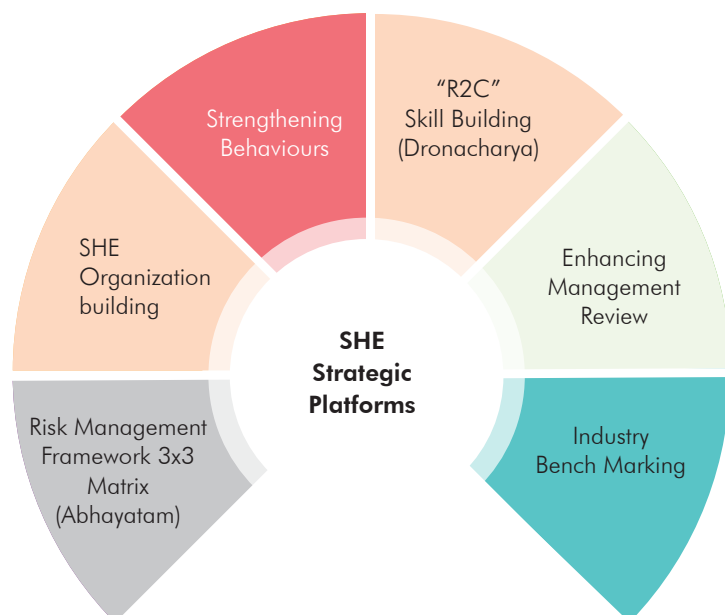 Risk Management
Framework 3x3
Matrix
(Abhayatam)
SHE
Organization
building
Strengthening
Behaviours
“R2C”
Skill Building
(Dronacharya)
Enhancing
Management
Review
Industry
Bench Marking
SHE
Strategic
Platforms